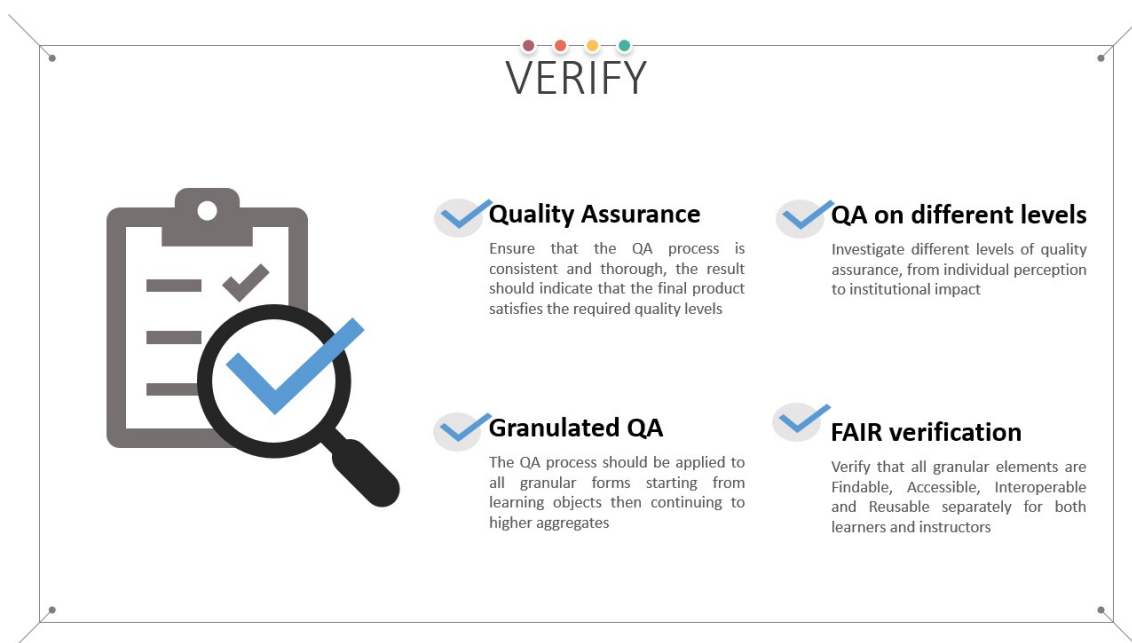 VERIFY
Quality Assurance
Ensure that the QA process is
consistent and thorough, the result
should indicate that the final product
satisfies the required quality levels
QA on different levels
Investigate different levels of quality
assurance, from individual perception
to institutional impact
Granulated QA
The QA process should be applied to
all granular forms starting from
learning objects then continuing to
higher aggregates
FAIR verification
Verify that all granular elements are
Findable, Accessible, Interoperable
and Reusable separately for both
learners and instructors